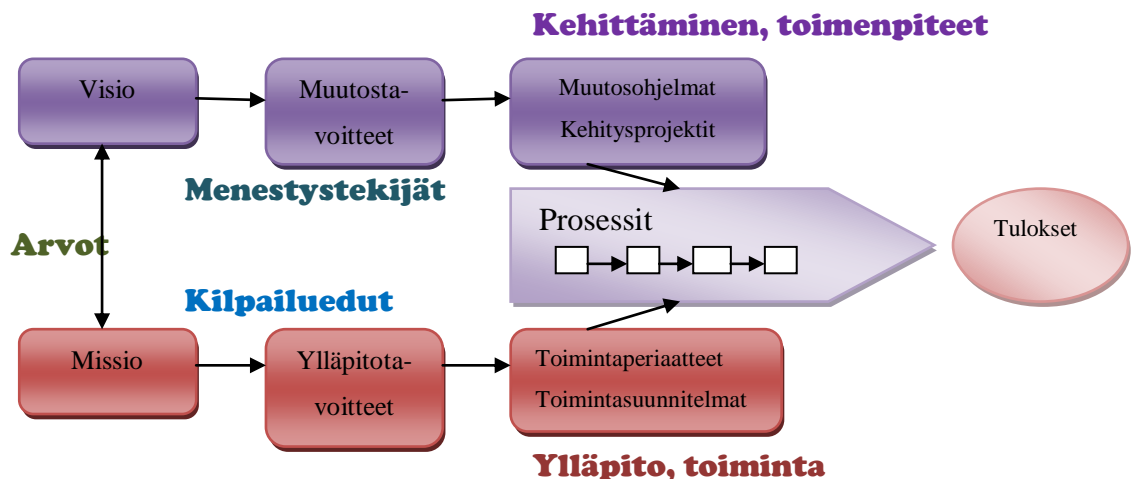 Kehittäminen, toimenpiteet
Visio
Muutosta-
voitteet
Muutosohjelmat
Kehitysprojektit
Menestystekijät
Prosessit
Tulokset
Arvot
Kilpailuedut
Missio
Ylläpitota-
voitteet
Toimintaperiaatteet
Toimintasuunnitelmat
Ylläpito, toiminta